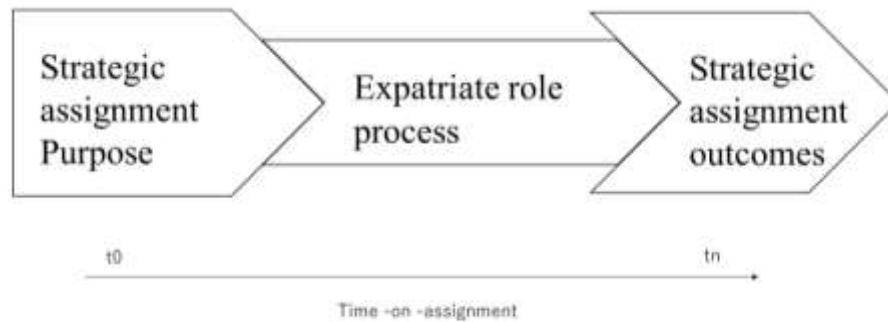 Strategic
assignment
Purpose
Expatriate role
process
Strategic
assignment
outcomes
t0
tn
Time -on -assignment